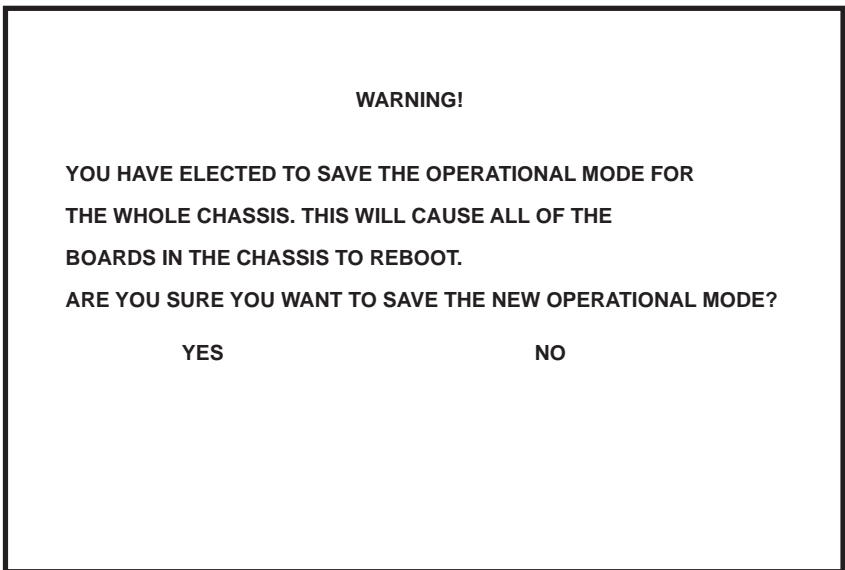 WARNING!
YOU HAVE ELECTED TO SAVE THE OPERATIONAL MODE FOR
THE WHOLE CHASSIS. THIS WILL CAUSE ALL OF THE
BOARDS IN THE CHASSIS TO REBOOT.
ARE YOU SURE YOU WANT TO SAVE THE NEW OPERATIONAL MODE?
YES NO